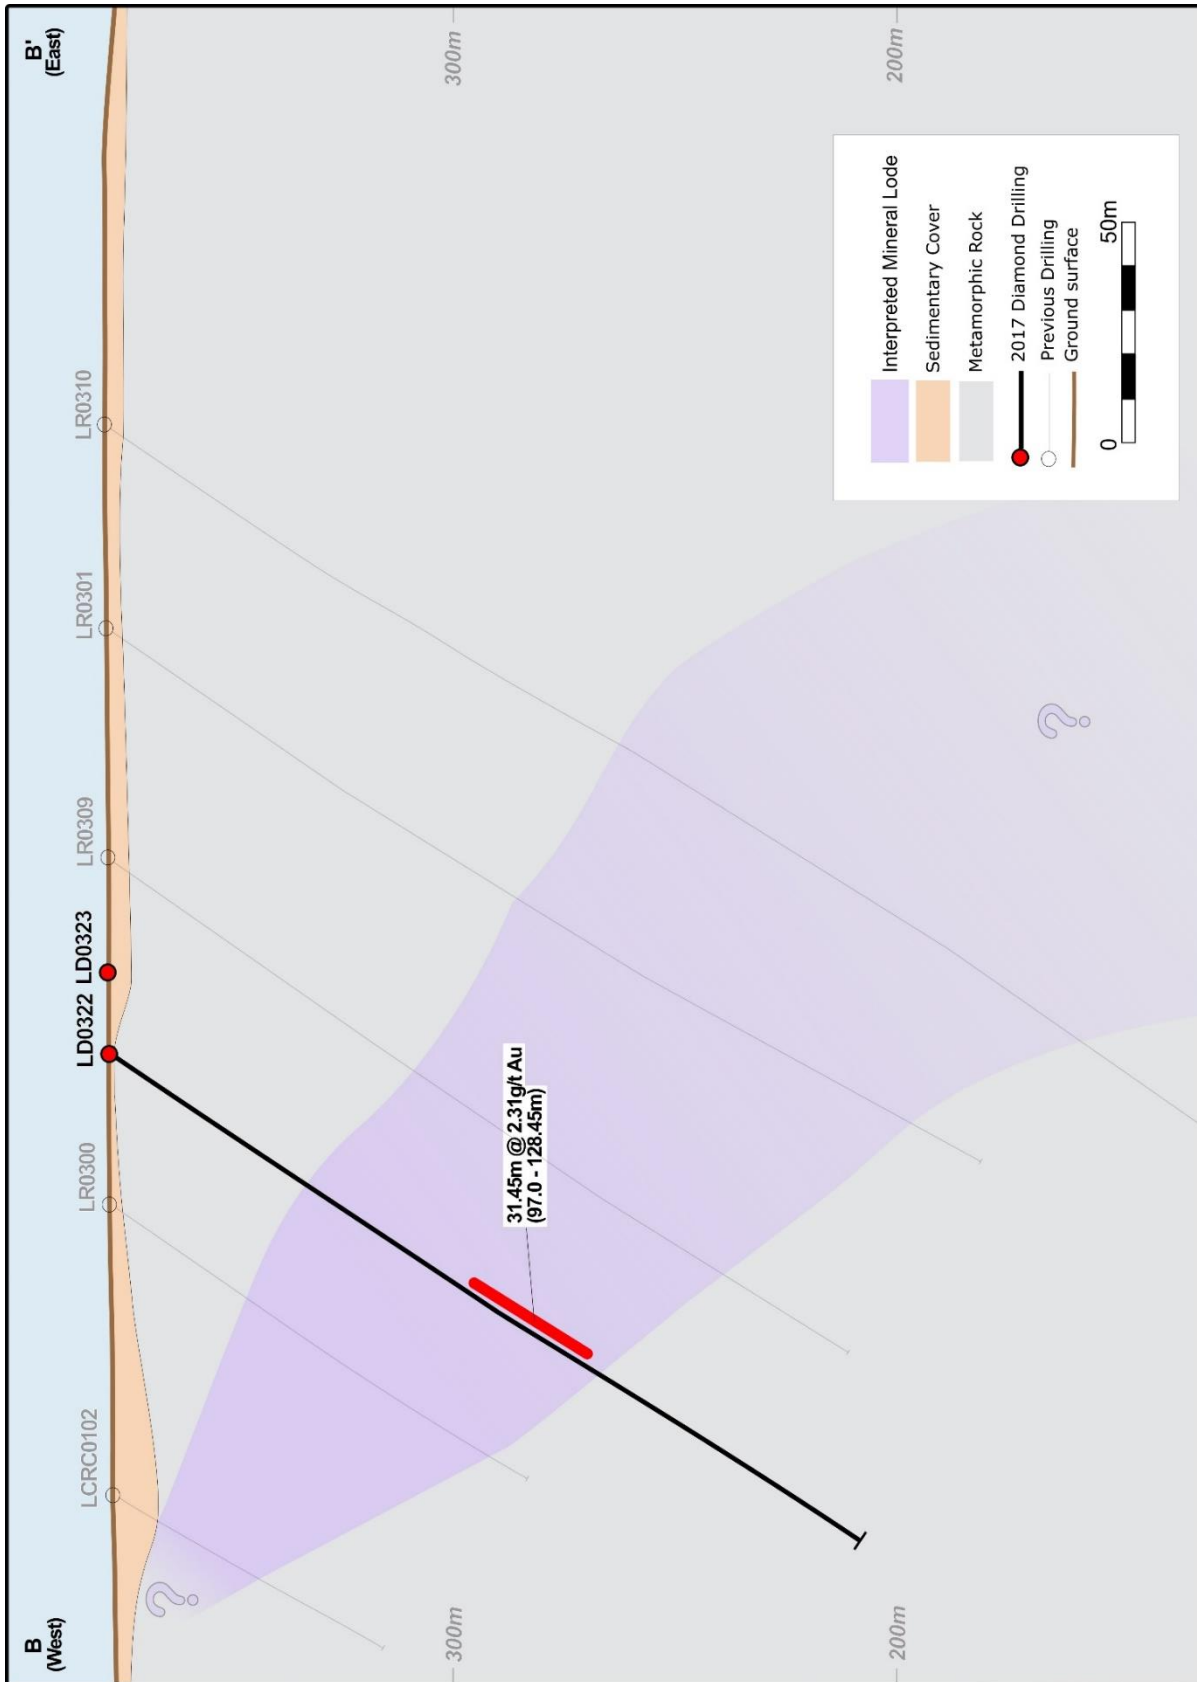 B
(West)
B'
(East)
LCRC0102
LR0300
LD0322
LD0323
LR0309
LR0301
LR0310
300m
300m
200m
200m
?
?
31.45m @ 2.31g/t Au
(97.0 - 128.45m)
Interpreted Mineral Lode
Sedimentary Cover
Metamorphic Rock
2017 Diamond Drilling
Previous Drilling
Ground surface
0
50m